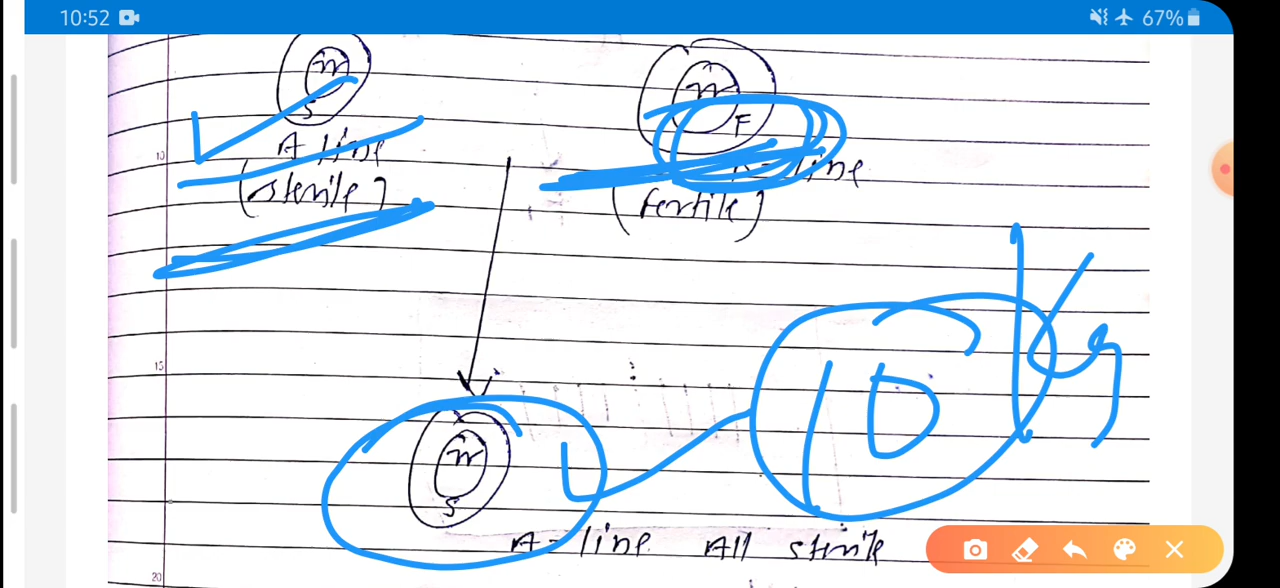 10:52 67%
m m
S F
10 A line line
(sterile) (fertile)
10 Kg
15
m
S
A-line All sterile
20